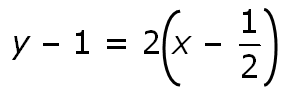 y – 1 = 2(x – 1/2)